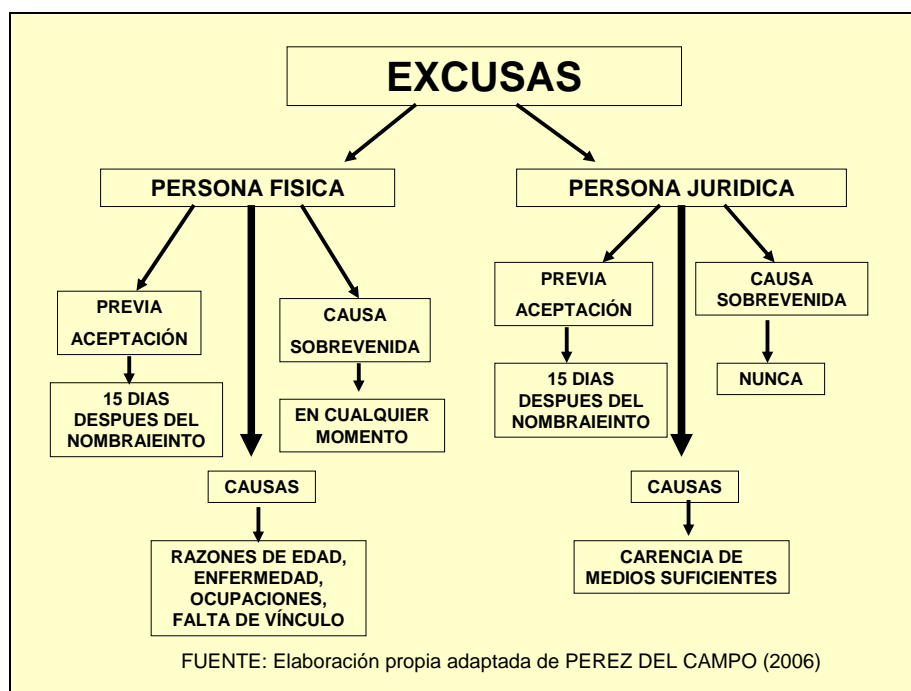 EXCUSAS
PERSONA FISICA
PREVIA
ACEPTACIÓN
15 DIAS
DESPUES DEL
NOMBRAIEINTO
CAUSA
SOBREVENIDA
EN CUALQUIER
MOMENTO
CAUSAS
RAZONES DE EDAD,
ENFERMEDAD,
OCUPACIONES,
FALTA DE VÍNCULO
PERSONA JURIDICA
PREVIA
ACEPTACIÓN
15 DIAS
DESPUES DEL
NOMBRAIEINTO
CAUSA
SOBREVENIDA
NUNCA
CAUSAS
CARENCIA DE
MEDIOS SUFICIENTES
FUENTE: Elaboración propia adaptada de PEREZ DEL CAMPO (2006)